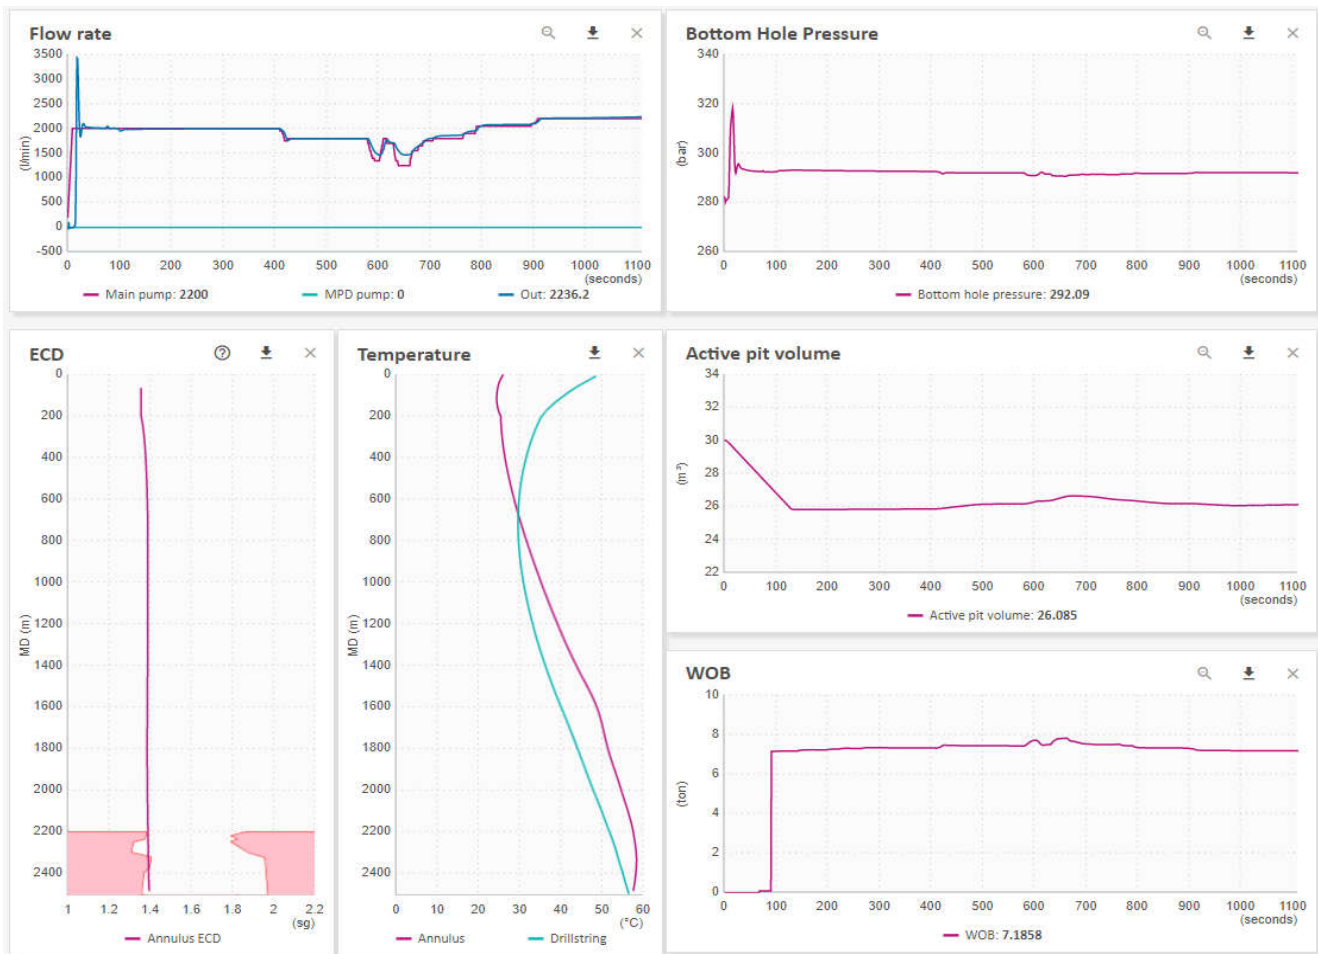 Flow rate
3500
3000
2500
2000
1500
1000
500
0
-500
(l/min)
0 100 200 300 400 500 600 700 800 900 1000 1100
(seconds)
Main pump: 2200 MPD pump: 0 Out: 2236.2
Bottom Hole Pressure
340
320
300
280
260
(bar)
0 100 200 300 400 500 600 700 800 900 1000 1100
(seconds)
Bottom hole pressure: 292.09
ECD
0
200
400
600
800
1000
1200
1400
1600
1800
2000
2200
2400
MD (m)
1 1.2 1.4 1.6 1.8 2 2.2
(sg)
Annulus ECD
Temperature
0
200
400
600
800
1000
1200
1400
1600
1800
2000
2200
2400
MD (m)
0 10 20 30 40 50 60
(°C)
Annulus Drillstring
Active pit volume
34
32
30
28
26
24
22
(m³)
0 100 200 300 400 500 600 700 800 900 1000 1100
(seconds)
Active pit volume: 26.085
WOB
10
8
6
4
2
0
(ton)
0 100 200 300 400 500 600 700 800 900 1000 1100
(seconds)
WOB: 7.1858